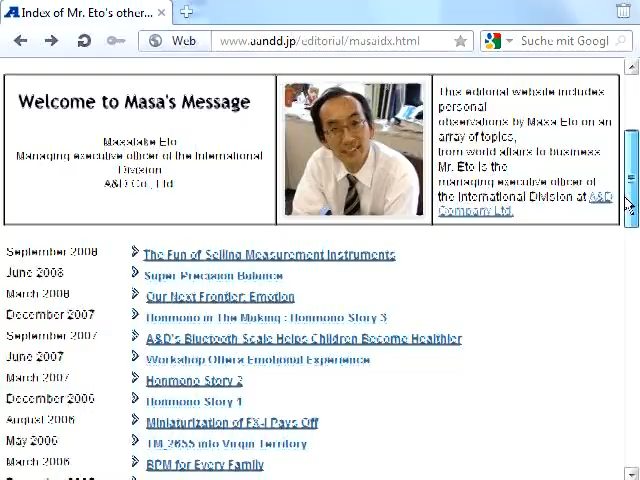 Index of Mr. Eto's other...
Web
www.aandd.jp/editorial/masaidx.html
Suche mit Googl
Welcome to Masa's Message
Masatake Eto
Managing executive officer of the International
Division
A&D Co., Ltd
This editorial website includes
personal
observations by Masa Eto on an
array of topics,
from world affairs to business
Mr. Eto is the
managing executive officer of
the International Division at A&D
Company Ltd.
September 2008 The Fun of Selling Measurement Instruments
June 2008 Super Precision Balance
March 2008 Our Next Frontier: Emotion
December 2007 Honmono in The Making : Honmono Story 3
September 2007 A&D's Bluetooth Scale Helps Children Become Healthier
June 2007 Workshop Offers Emotional Experience
March 2007 Honmono Story 2
December 2006 Honmono Story 1
August 2006 Miniaturization of FX-i Pays Off
May 2006 TM_2655 into Virgin Territory
March 2006 BPM for Every Family